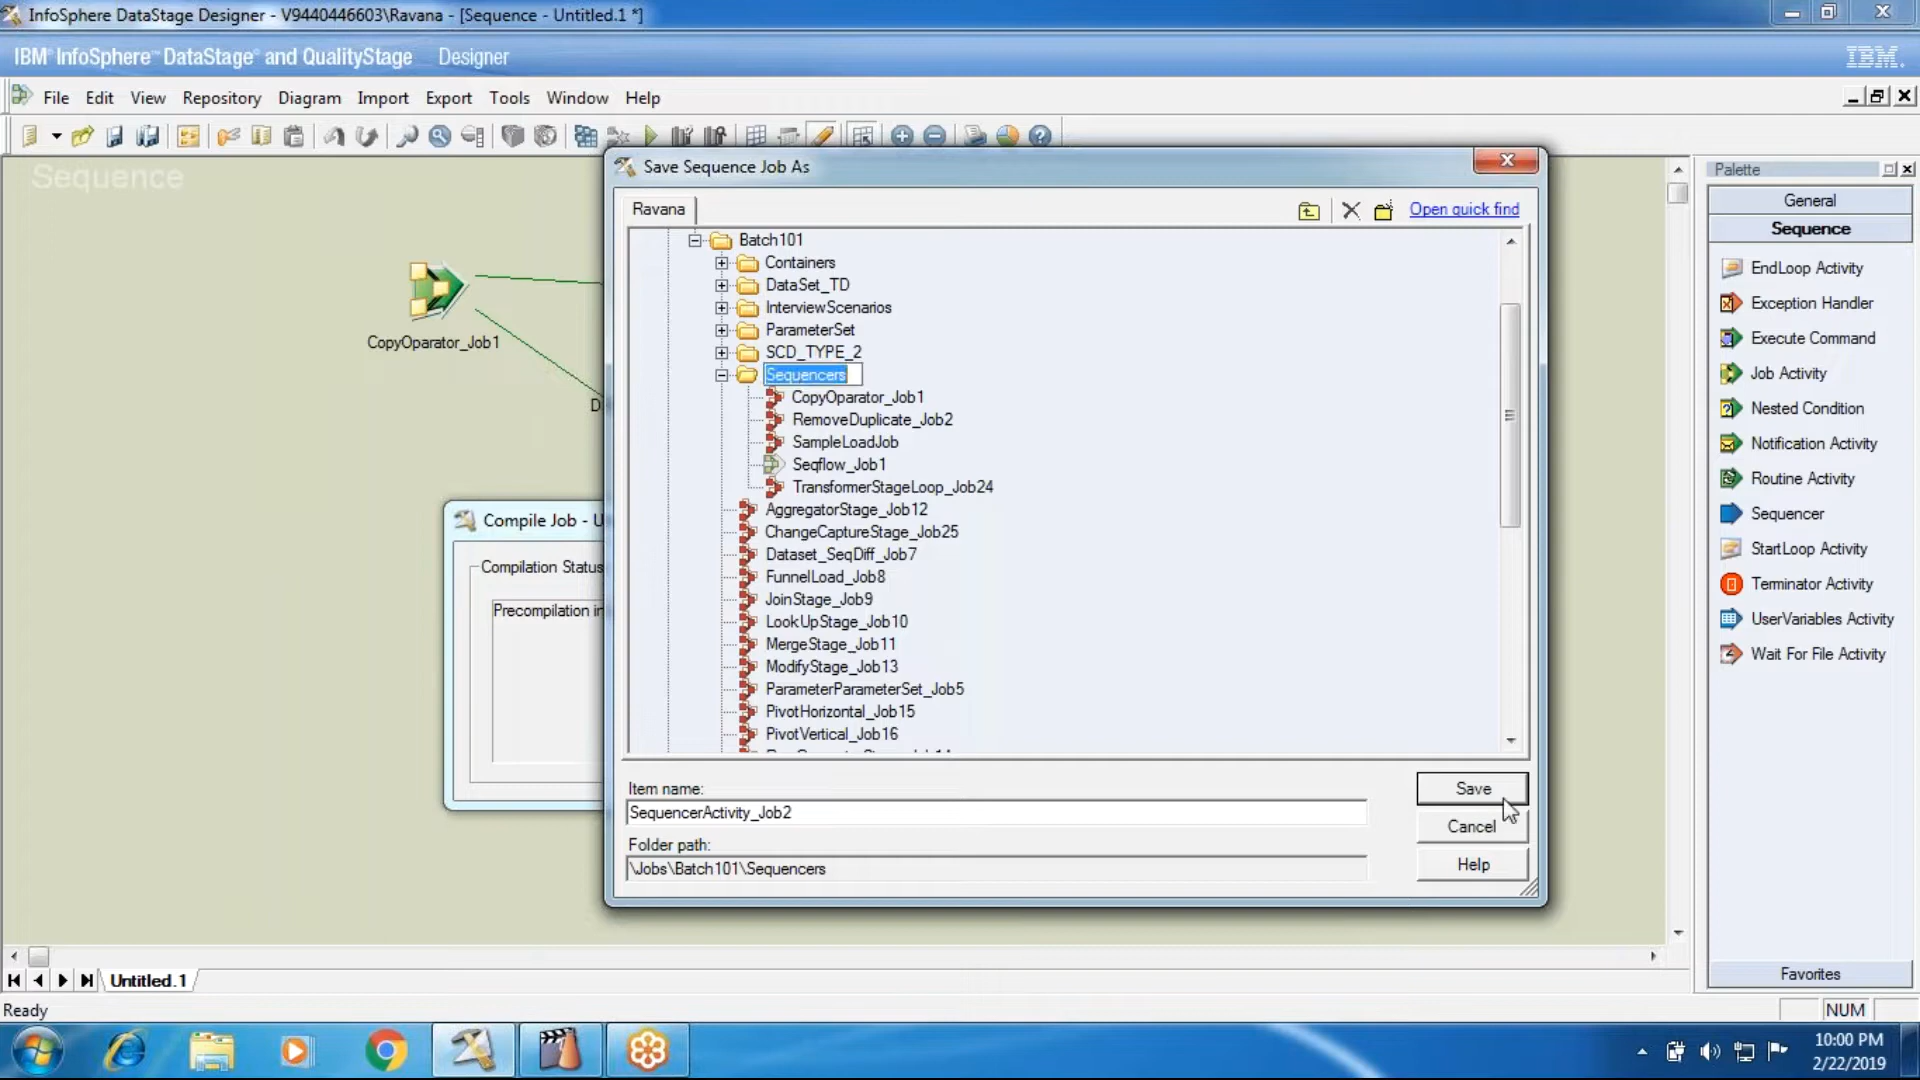 InfoSphere DataStage Designer - V9440446603\Ravana - [Sequence - Untitled.1 *]
IBM® InfoSphere™ DataStage® and QualityStage Designer
IBM.
File Edit View Repository Diagram Import Export Tools Window Help
Sequence
CopyOparator_Job1
D
Compile Job - U
Compilation Status
Precompilation in
Save Sequence Job As
Ravana
Open quick find
Batch101
Containers
DataSet_TD
InterviewScenarios
ParameterSet
SCD_TYPE_2
Sequencers
CopyOparator_Job1
RemoveDuplicate_Job2
SampleLoadJob
Seqflow_Job1
TransformerStageLoop_Job24
AggregatorStage_Job12
ChangeCaptureStage_Job25
Dataset_SeqDiff_Job7
FunnelLoad_Job8
JoinStage_Job9
LookUpStage_Job10
MergeStage_Job11
ModifyStage_Job13
ParameterParameterSet_Job5
PivotHorizontal_Job15
PivotVertical_Job16
Item name:
SequencerActivity_Job2
Folder path:
\Jobs\Batch101\Sequencers
Save
Cancel
Help
Palette
General
Sequence
EndLoop Activity
Exception Handler
Execute Command
Job Activity
Nested Condition
Notification Activity
Routine Activity
Sequencer
StartLoop Activity
Terminator Activity
UserVariables Activity
Wait For File Activity
Favorites
Untitled.1
Ready
NUM
10:00 PM
2/22/2019